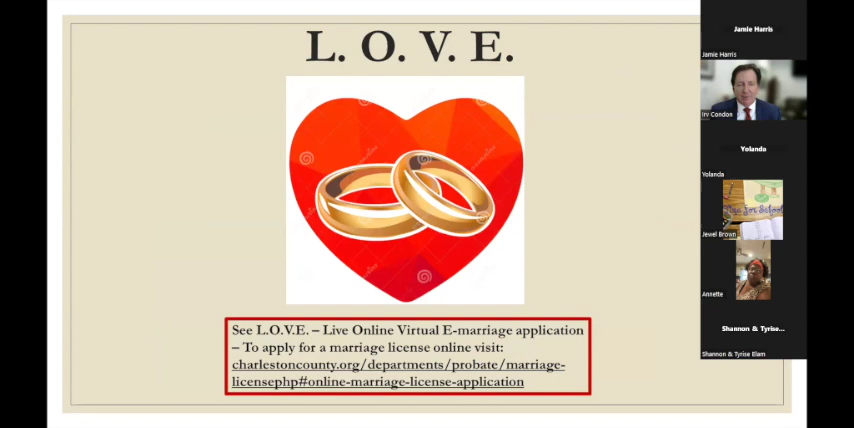 L. O. V. E.
See L.O.V.E. – Live Online Virtual E-marriage application
– To apply for a marriage license online visit:
charlestoncounty.org/departments/probate/marriage-
licensephp#online-marriage-license-application
Jamie Harris
Jamie Harris
Irv Condon
Yolanda
Yolanda
for School
Jewel Brown
Annette
Shannon & Tyrise...
Shannon & Tyrise Elam